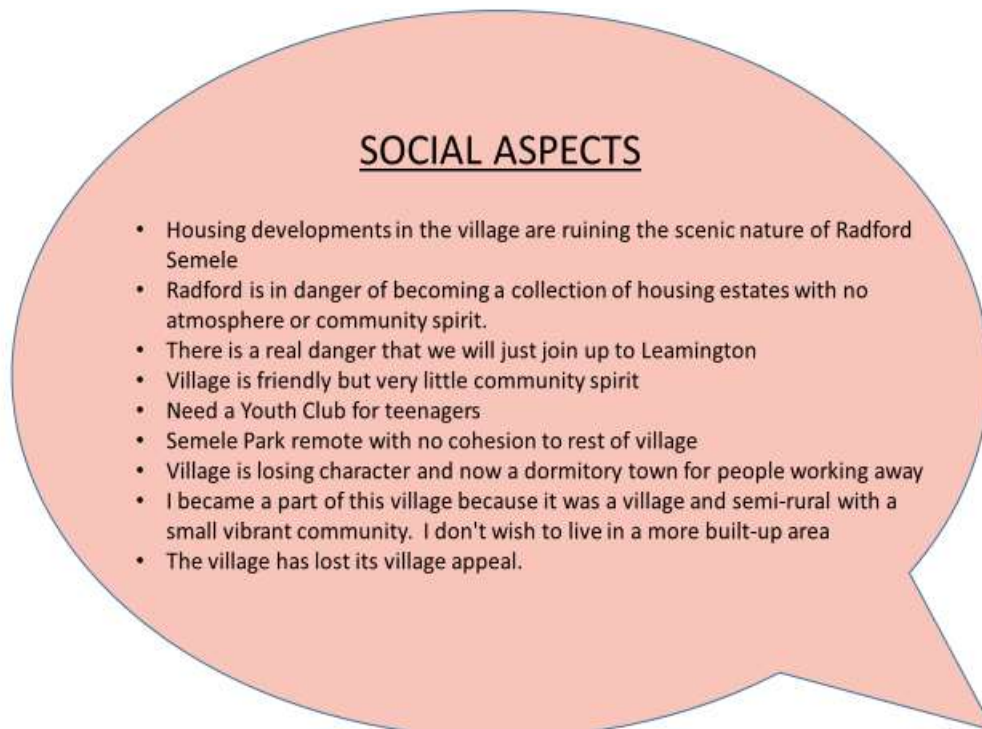 SOCIAL ASPECTS
• Housing developments in the village are ruining the scenic nature of Radford
Semele
• Radford is in danger of becoming a collection of housing estates with no
atmosphere or community spirit.
• There is a real danger that we will just join up to Leamington
• Village is friendly but very little community spirit
• Need a Youth Club for teenagers
• Semele Park remote with no cohesion to rest of village
• Village is losing character and now a dormitory town for people working away
• I became a part of this village because it was a village and semi-rural with a
small vibrant community.  I don't wish to live in a more built-up area
• The village has lost its village appeal.